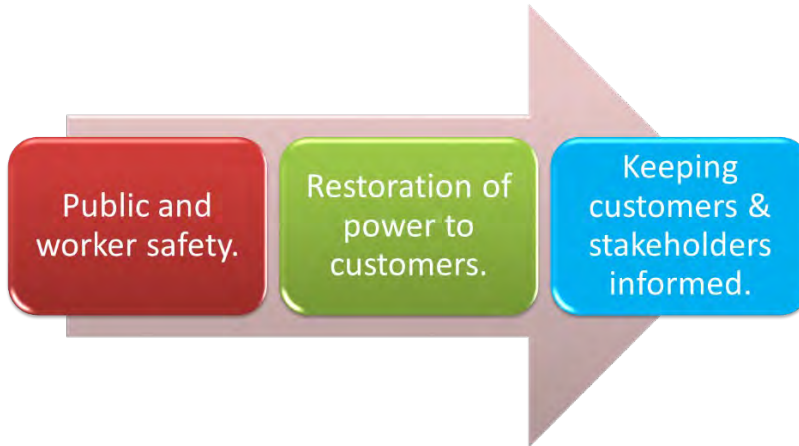 Public and
worker safety.
Restoration of
power to
customers.
Keeping
customers &
stakeholders
informed.